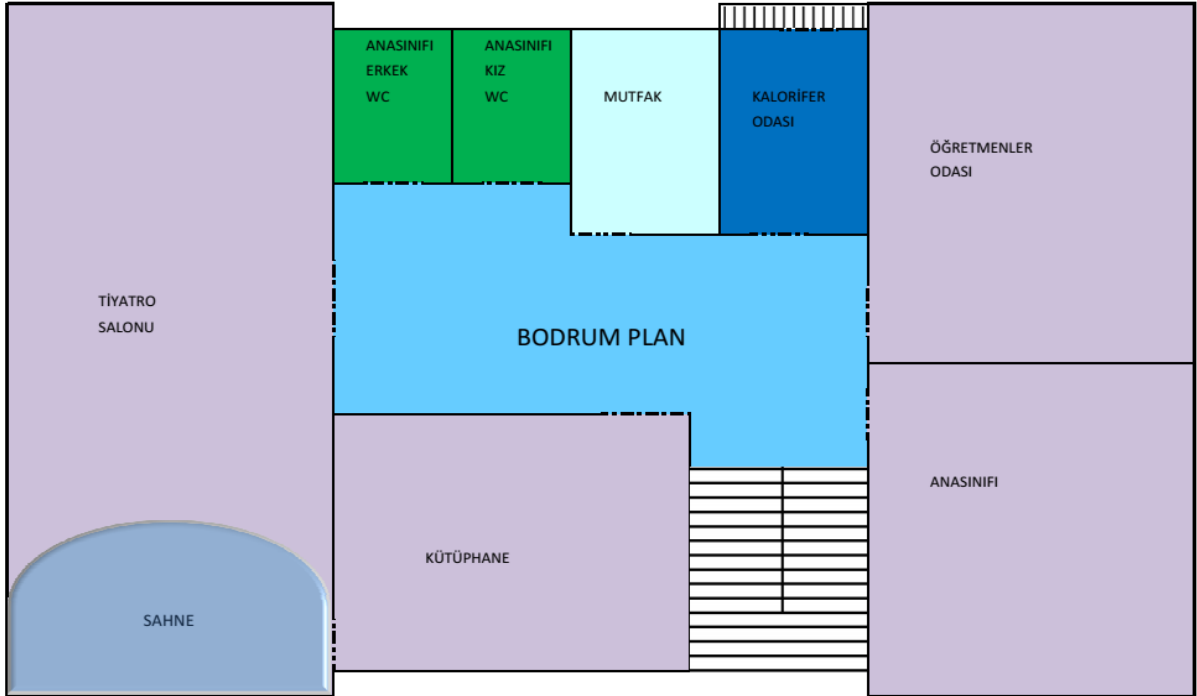 ANASINIFI
ERKEK
WC
ANASINIFI
KIZ
WC
MUTFAK
KALORİFER
ODASI
ÖĞRETMENLER
ODASI
TİYATRO
SALONU
BODRUM PLAN
ANASINIFI
KÜTÜPHANE
SAHNE